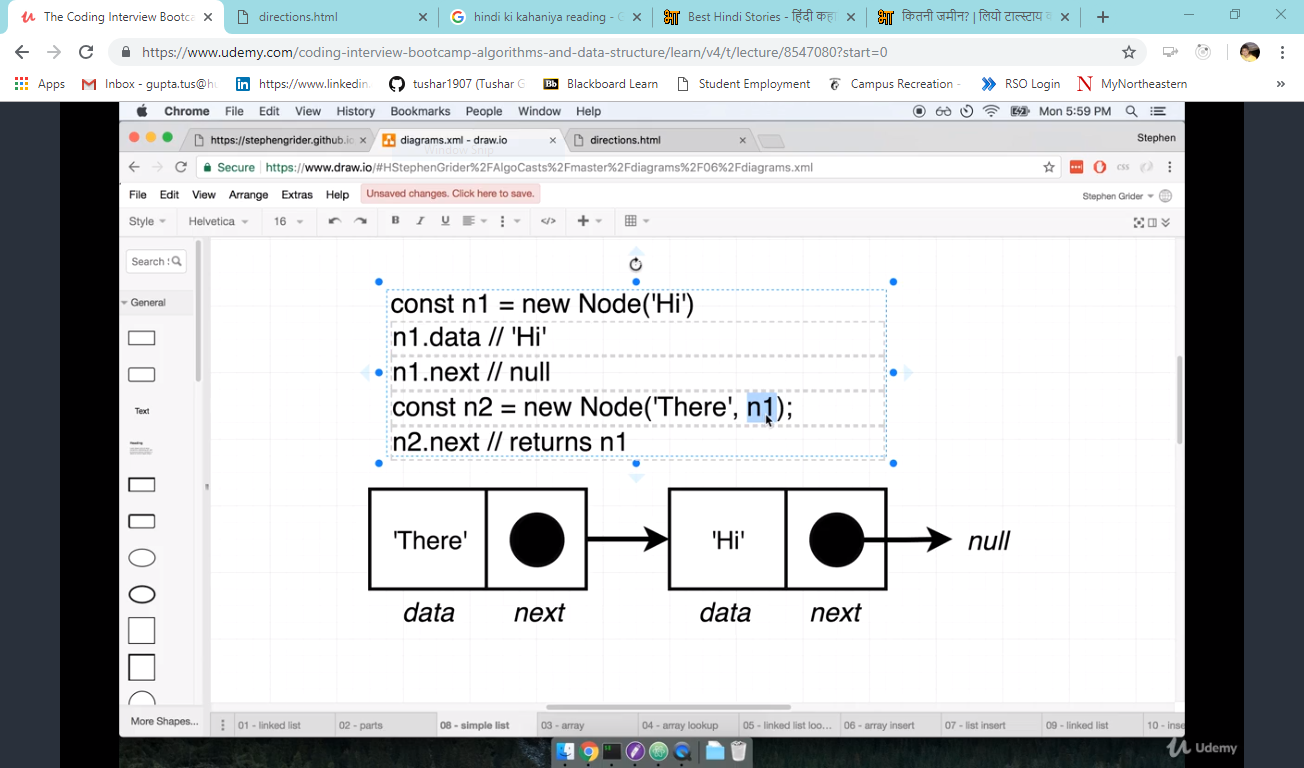 The Coding Interview Bootc
directions.html
hindi ki kahaniya reading - G
Best Hindi Stories - हिंदी कहा
कितनी जमीन? | लियो टाल्स्टाय
https://www.udemy.com/coding-interview-bootcamp-algorithms-and-data-structure/learn/v4/t/lecture/8547080?start=0
Apps
Inbox - gupta.tus@hu
https://www.linkedin.
tushar1907 (Tushar G
Bb Blackboard Learn
Student Employment
Campus Recreation -
RSO Login
MyNortheastern
Chrome File Edit View History Bookmarks People Window Help
Mon 5:59 PM
https://stephengrider.github.io
diagrams.xml - draw.io
directions.html
Stephen
Secure https://www.draw.io/#HStephenGrider%2FAlgoCasts%2Fmaster%2Fdiagrams%2F06%2Fdiagrams.xml
CSS
File Edit View Arrange Extras Help
Unsaved changes. Click here to save.
Stephen Grider
Style Helvetica 16 B I U </>
Search
General
Text
Heading
More Shapes...
const n1 = new Node('Hi')
n1.data // 'Hi'
n1.next // null
const n2 = new Node('There', n1);
n2.next // returns n1
'There'
'Hi'
null
data next data next
01 - linked list
02 - parts
08 - simple list
03 - array
04 - array lookup
05 - linked list loo...
06 - array insert
07 - list insert
09 - linked list
10 - inse
Udemy